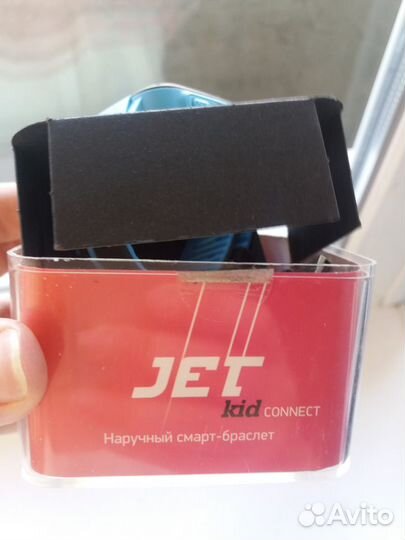 JET
kid CONNECT
Наручный смарт-браслет
Avito